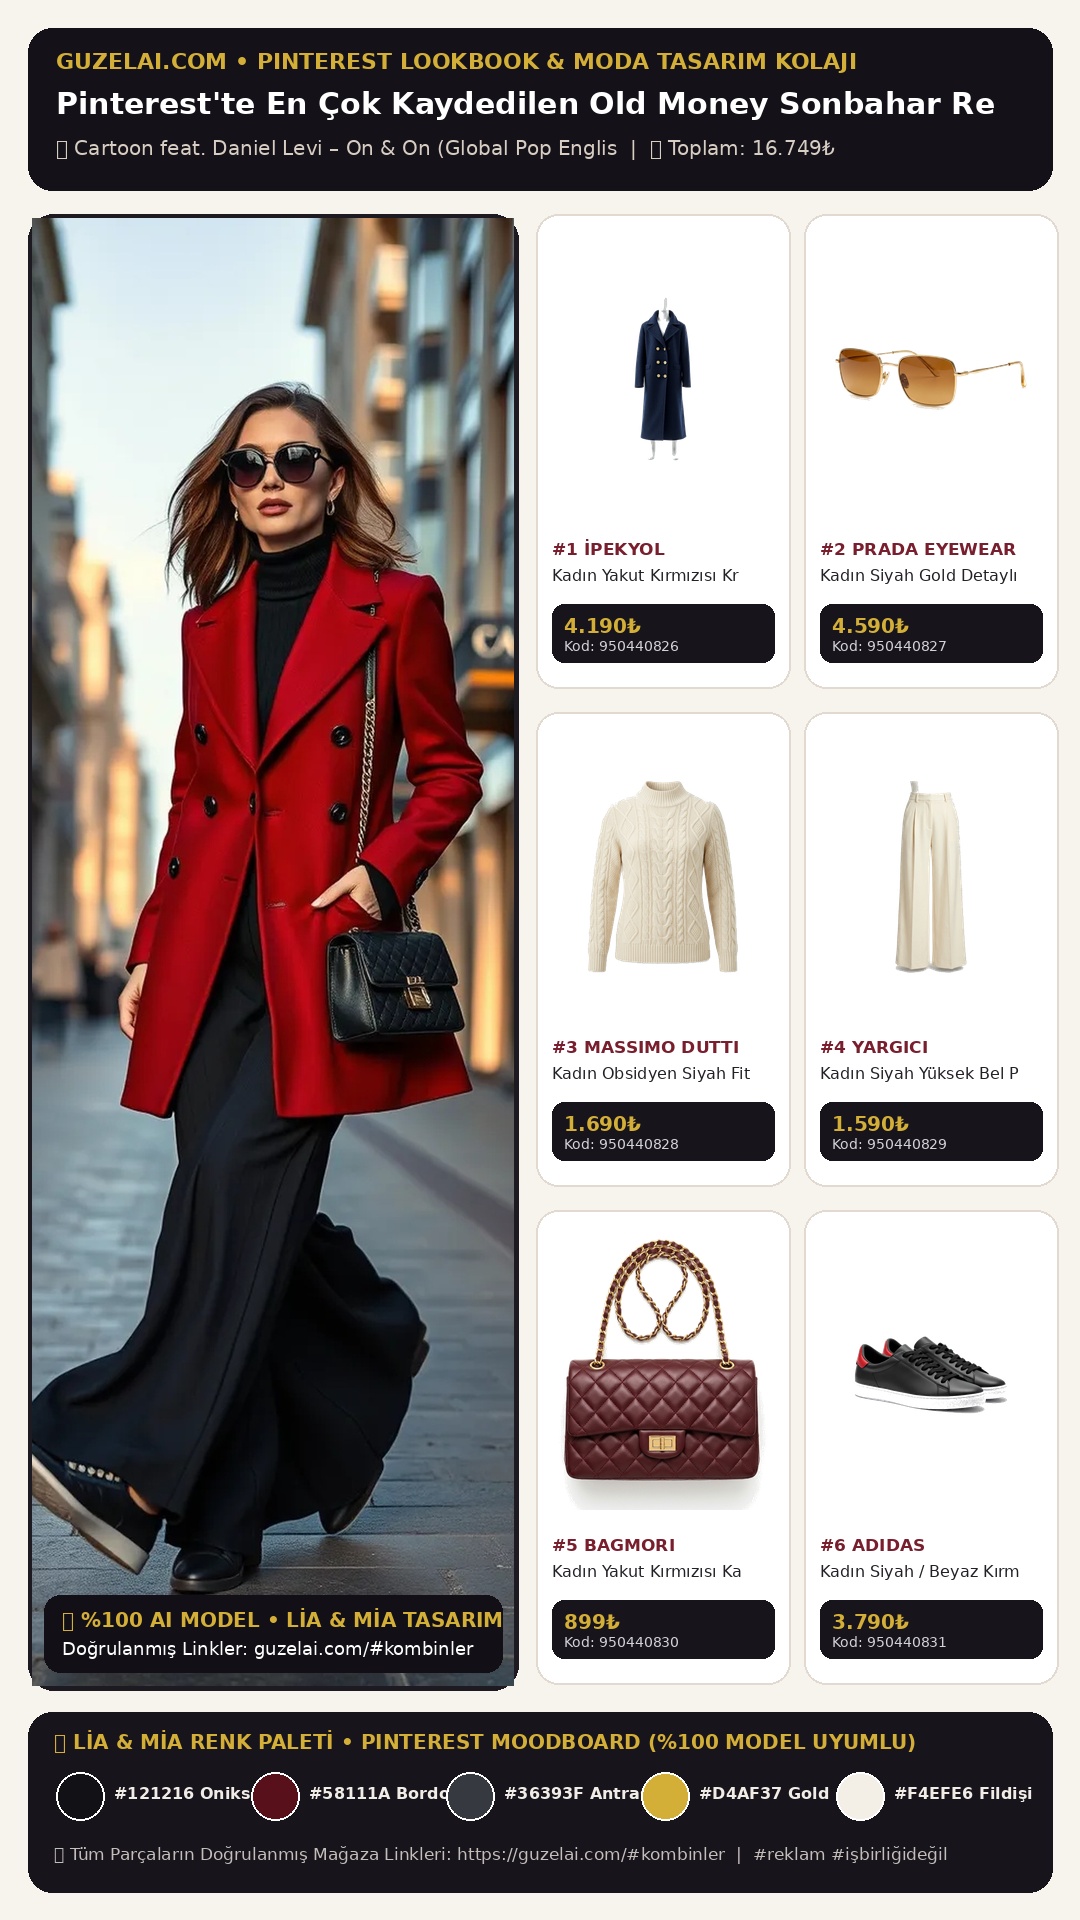 GUZELAI.COM • PINTEREST LOOKBOOK & MODA TASARIM KOLAJI
Pinterest'te En Çok Kaydedilen Old Money Sonbahar Re
Cartoon feat. Daniel Levi – On & On (Global Pop Englis | Toplam: 16.749₺
#1 İPEKYOL
Kadın Yakut Kırmızısı Kr
4.190₺
Kod: 950440826
#2 PRADA EYEWEAR
Kadın Siyah Gold Detaylı
4.590₺
Kod: 950440827
#3 MASSIMO DUTTI
Kadın Obsidyen Siyah Fit
1.690₺
Kod: 950440828
#4 YARGICI
Kadın Siyah Yüksek Bel P
1.590₺
Kod: 950440829
#5 BAGMORI
Kadın Yakut Kırmızısı Ka
899₺
Kod: 950440830
#6 ADIDAS
Kadın Siyah / Beyaz Kırm
3.790₺
Kod: 950440831
%100 AI MODEL • LİA & MİA TASARIM
Doğrulanmış Linkler: guzelai.com/#kombinler
LİA & MİA RENK PALETİ • PINTEREST MOODBOARD (%100 MODEL UYUMLU)
#121216 Oniks #58111A Bordo #36393F Antra #D4AF37 Gold #F4EFE6 Fildişi
Tüm Parçaların Doğrulanmış Mağaza Linkleri: https://guzelai.com/#kombinler | #reklam #işbirliğideğil